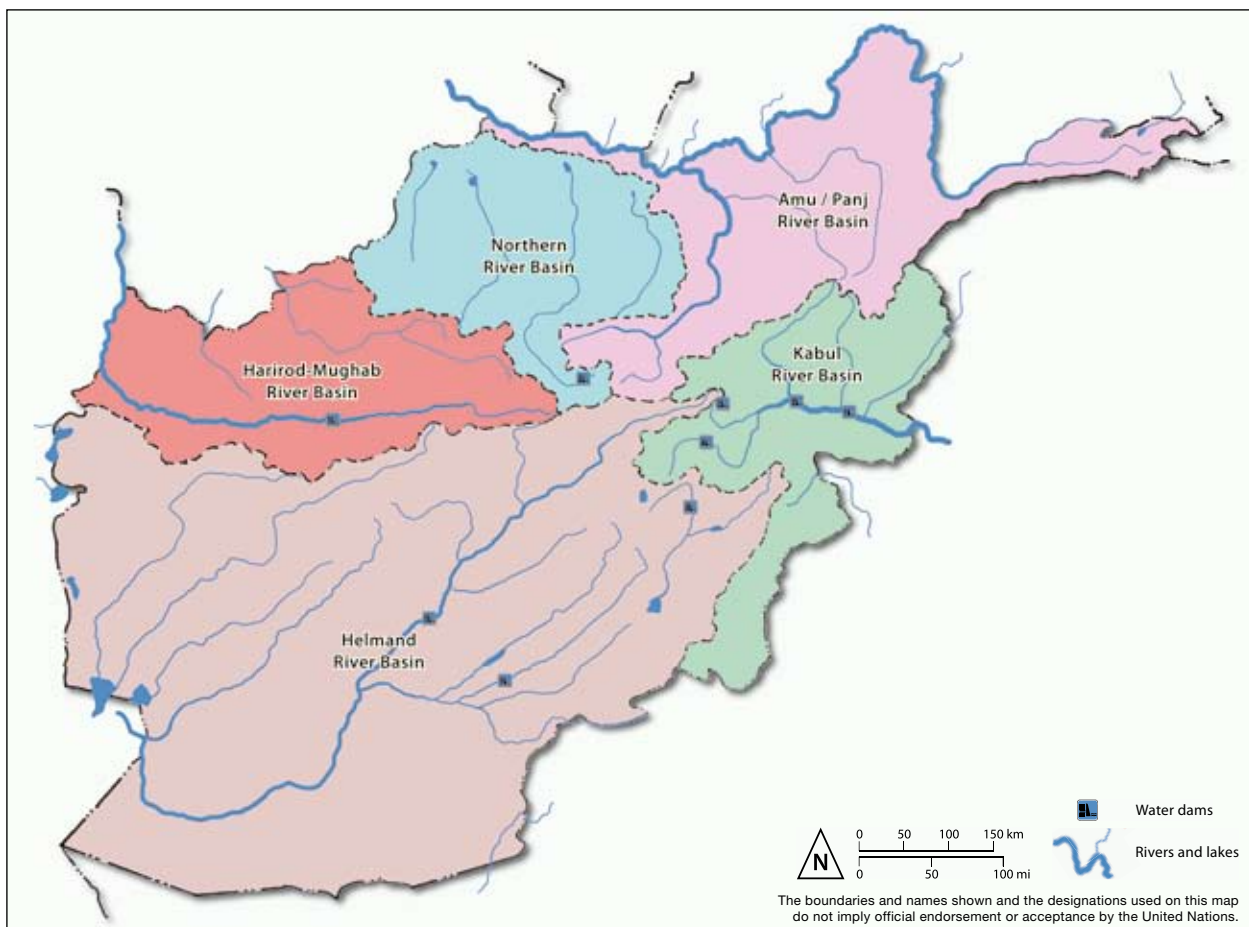 Amu / Panj
River Basin
Northern
River Basin
Kabul
River Basin
Harirod-Mughab
River Basin
Helmand
River Basin
Water dams
Rivers and lakes
N
0 50 100 150 km
0 50 100 mi
The boundaries and names shown and the designations used on this map
do not imply official endorsement or acceptance by the United Nations.